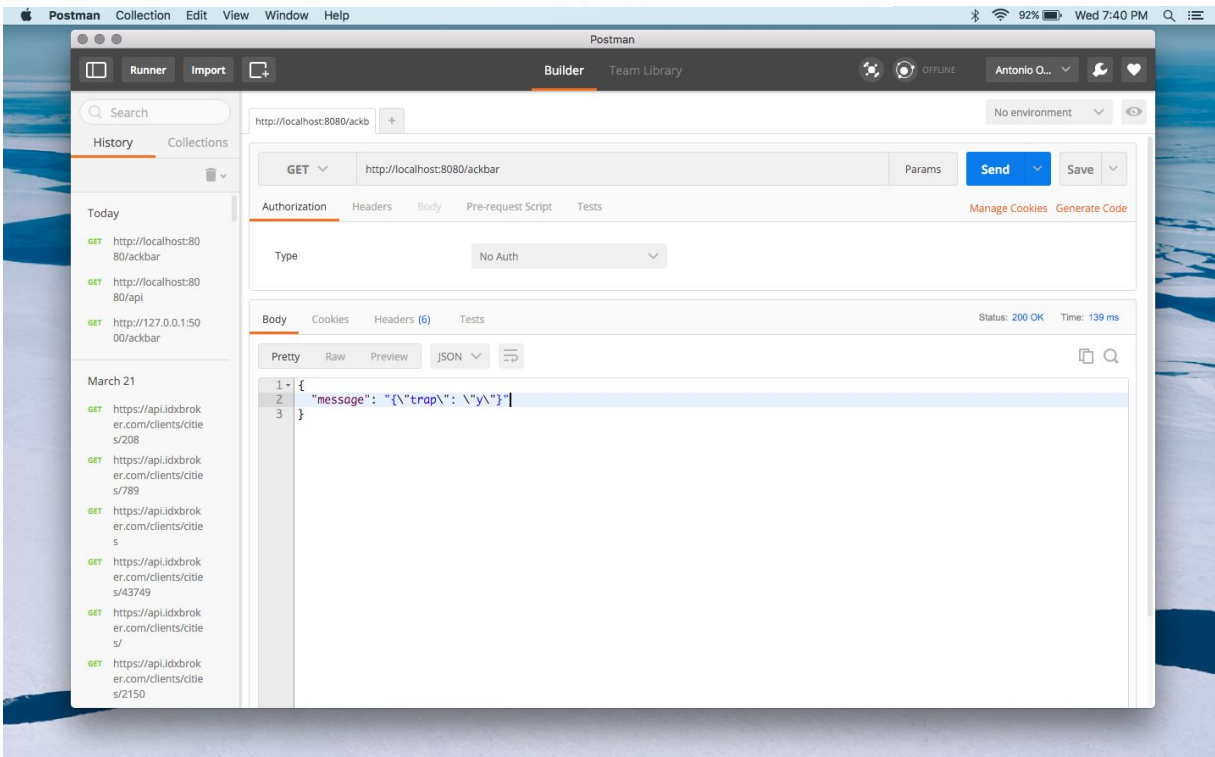 Postman Collection Edit View Window Help 92% Wed 7:40 PM
Postman
Runner Import Builder Team Library OFFLINE Antonio O...
Search
http://localhost:8080/ackb
No environment
History Collections
GET http://localhost:8080/ackbar Params Send Save
Authorization Headers Body Pre-request Script Tests Manage Cookies Generate Code
Type No Auth
Today
GET http://localhost:80
80/ackbar
GET http://localhost:80
80/api
GET http://127.0.0.1:50
00/ackbar
March 21
GET https://api.idxbrok
er.com/clients/citie
s/208
GET https://api.idxbrok
er.com/clients/citie
s/789
GET https://api.idxbrok
er.com/clients/citie
s
GET https://api.idxbrok
er.com/clients/citie
s/43749
GET https://api.idxbrok
er.com/clients/citie
s/
GET https://api.idxbrok
er.com/clients/citie
s/2150
Body Cookies Headers (6) Tests Status: 200 OK Time: 139 ms
Pretty Raw Preview JSON
1 {
2 "message": "{\"trap\": \"y\"}"
3 }